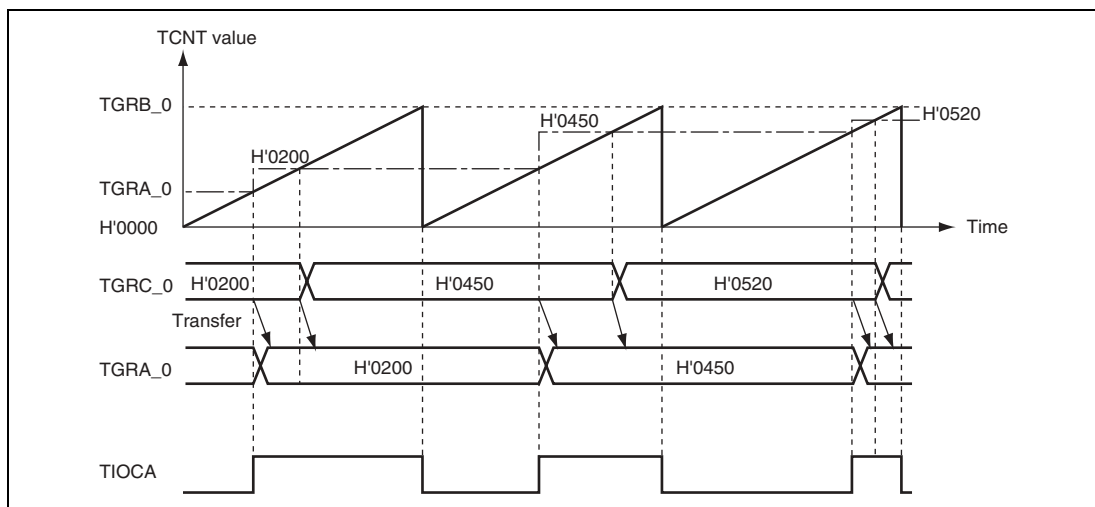 TCNT value
TGRB_0
H'0520
H'0450
H'0200
TGRA_0
H'0000
Time
TGRC_0
H'0200
H'0450
H'0520
Transfer
TGRA_0
H'0200
H'0450
TIOCA